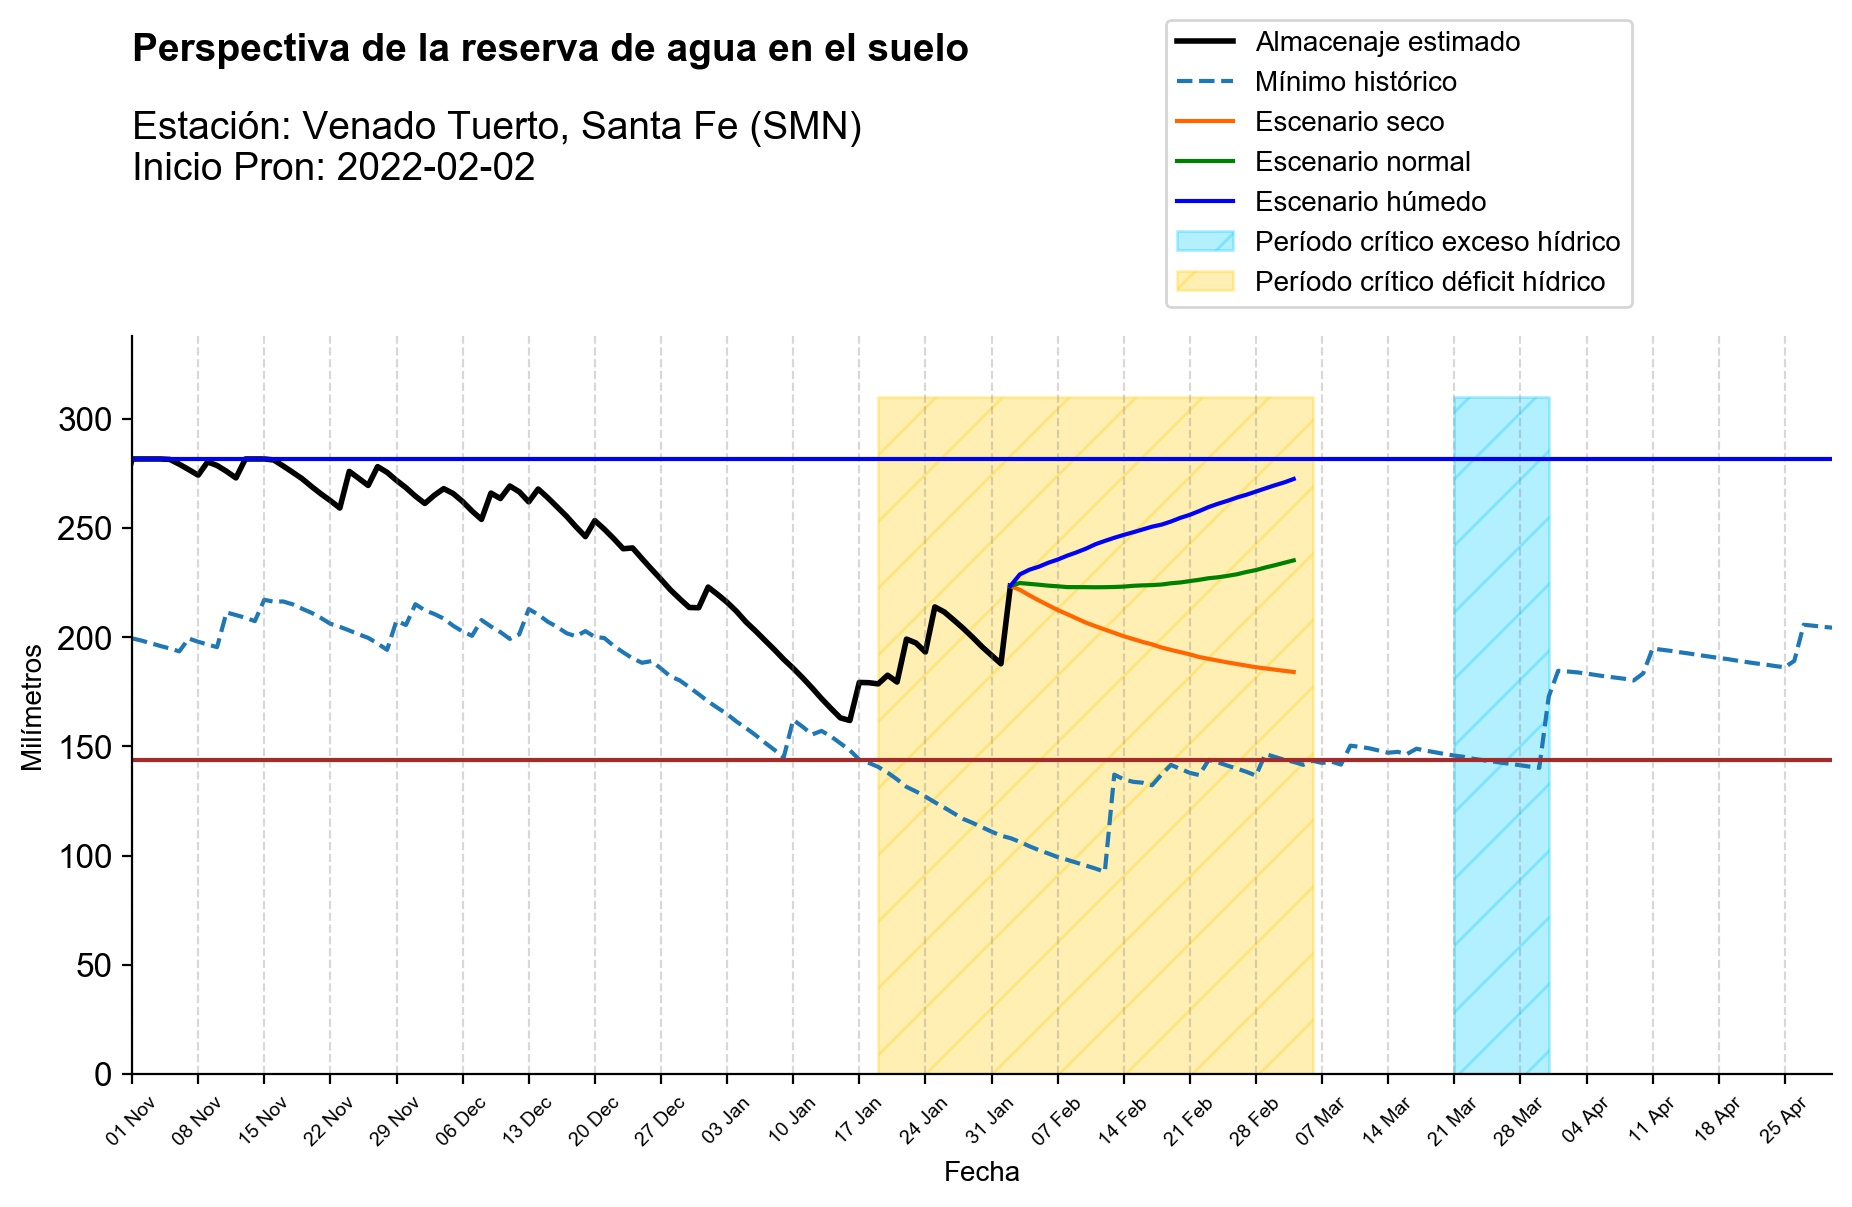 Perspectiva de la reserva de agua en el suelo
Estación: Venado Tuerto, Santa Fe (SMN)
Inicio Pron: 2022-02-02
Almacenaje estimado
Mínimo histórico
Escenario seco
Escenario normal
Escenario húmedo
Período crítico exceso hídrico
Período crítico déficit hídrico
Milímetros
300
250
200
150
100
50
0
01 Nov
08 Nov
15 Nov
22 Nov
29 Nov
06 Dec
13 Dec
20 Dec
27 Dec
03 Jan
10 Jan
17 Jan
24 Jan
31 Jan
07 Feb
14 Feb
21 Feb
28 Feb
07 Mar
14 Mar
21 Mar
28 Mar
04 Apr
11 Apr
18 Apr
25 Apr
Fecha